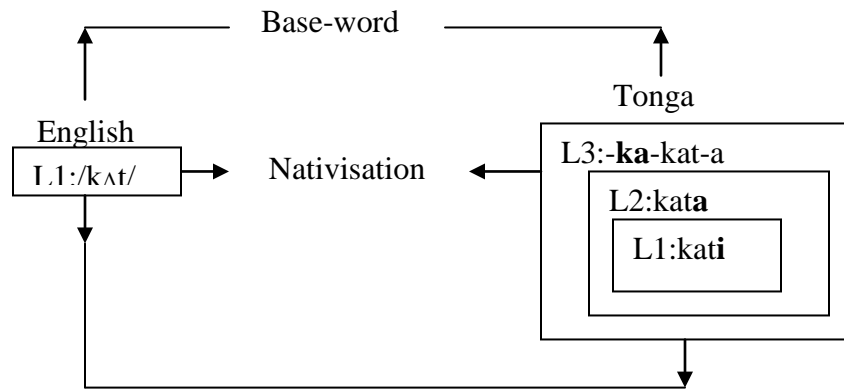 Base-word
Tonga
English
L3:-ka-kat-a
L1:/kʌt/
Nativisation
L2:kata
L1:kati